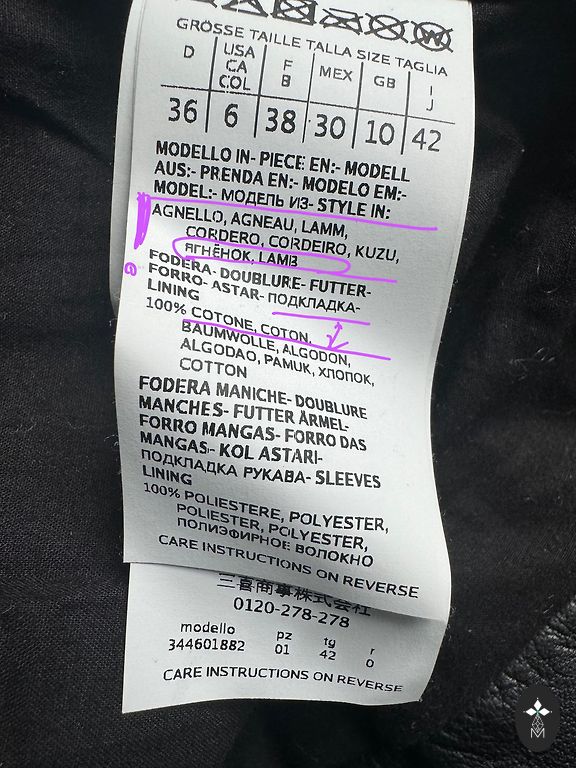 GRÖSSE TAILLE TALLA SIZE TAGLIA
D USA CA COL F B MEX GB I J
36 6 38 30 10 42
MODELLO IN- PIECE EN:- MODELL
AUS:- PRENDA EN:- MODELO EM:-
MODEL:- МОДЕЛЬ ИЗ- STYLE IN:
AGNELLO, AGNEAU, LAMM,
CORDERO, CORDEIRO, KUZU,
ЯГНЁНОК, LAMB
FODERA- DOUBLURE- FUTTER-
FORRO- ASTAR- ПОДКЛАДКА-
LINING
100% COTONE, COTON,
BAUMWOLLE, ALGODON,
ALGODAO, PAMUK, ХЛОПОК,
COTTON
FODERA MANICHE- DOUBLURE
MANCHES- FUTTER ÄRMEL-
FORRO MANGAS- FORRO DAS
MANGAS- KOL ASTARI-
ПОДКЛАДКА РУКАВА- SLEEVES
LINING
100% POLIESTERE, POLYESTER,
POLIESTER, POLYESTER,
ПОЛИЭФИРНОЕ ВОЛОКНО
CARE INSTRUCTIONS ON REVERSE
三喜商事株式会社
0120-278-278
modello pz tg r
344601882 01 42 0
CARE INSTRUCTIONS ON REVERSE
M